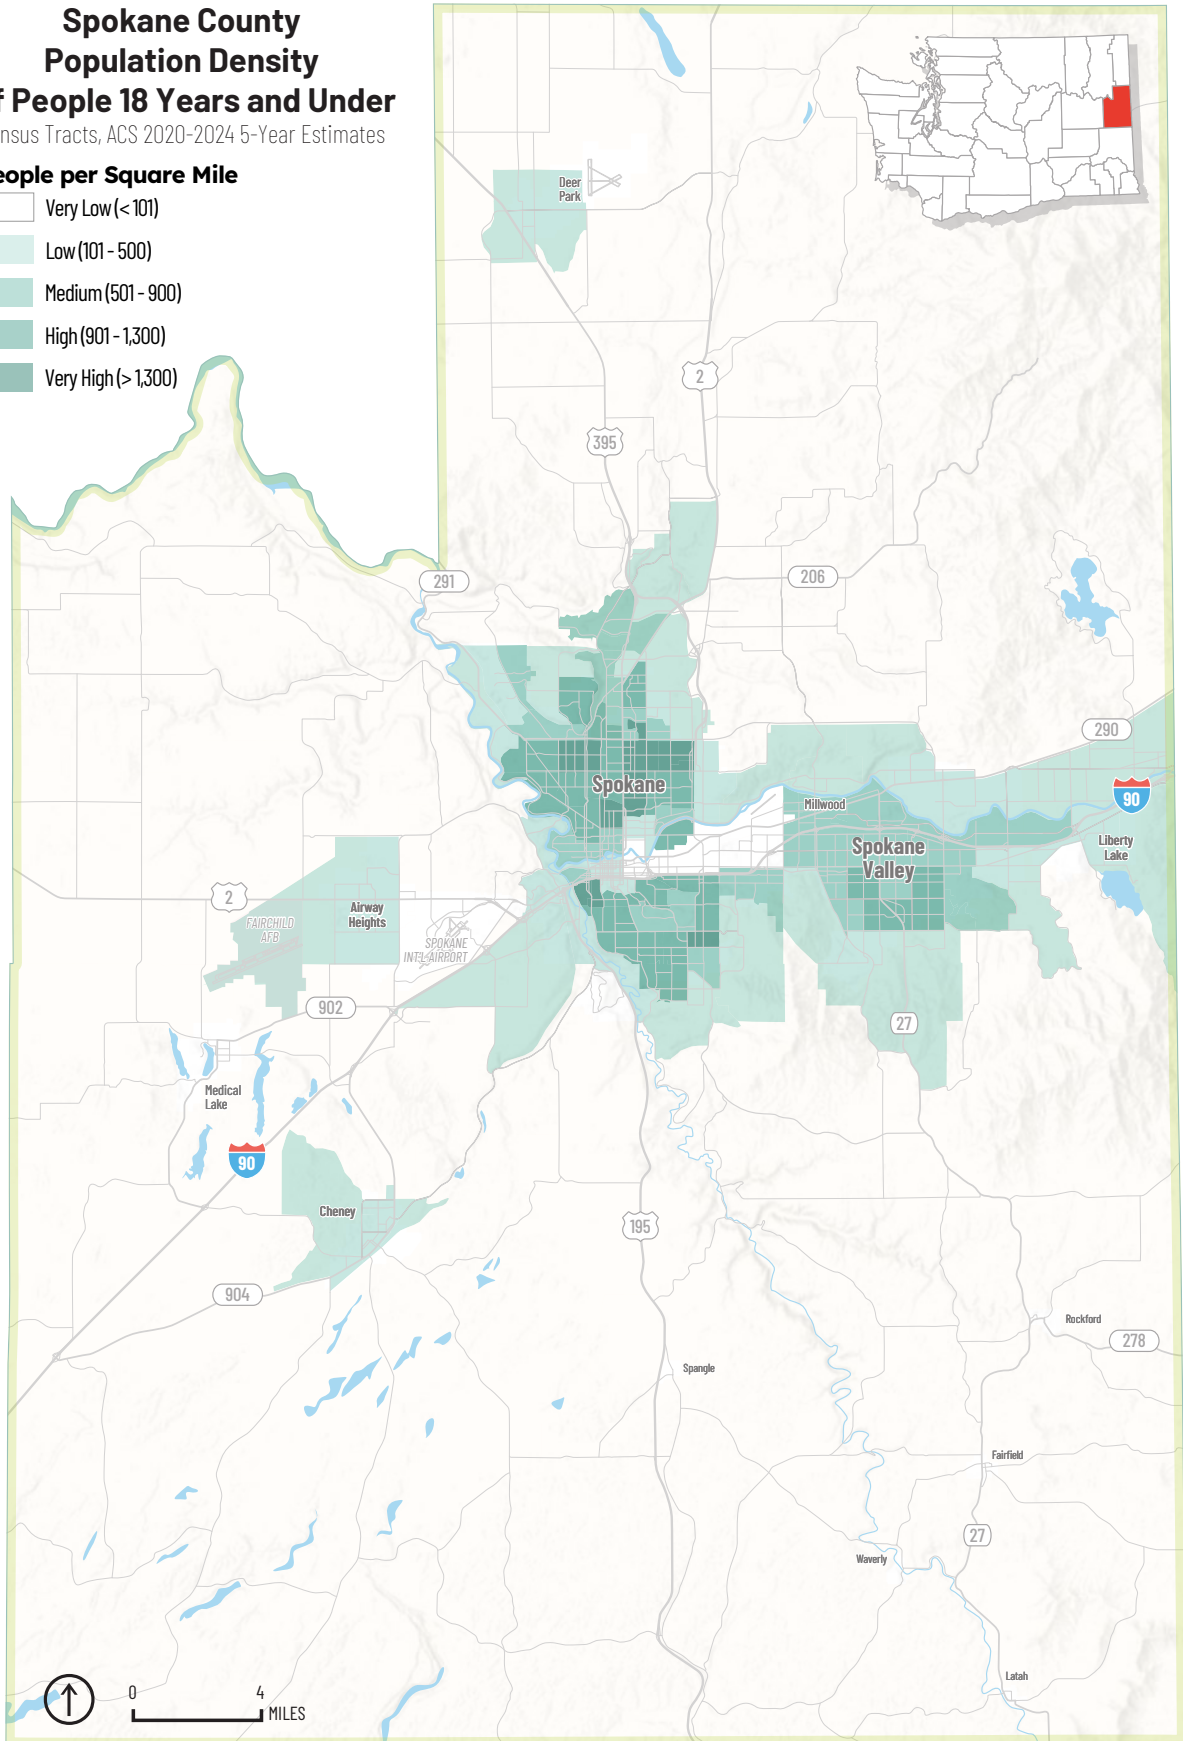 Spokane County
Population Density
f People 18 Years and Under
nsus Tracts, ACS 2020-2024 5-Year Estimates
eople per Square Mile
Very Low (< 101)
Low (101 - 500)
Medium (501 - 900)
High (901 - 1,300)
Very High (> 1,300)
Deer
Park
2
395
291
206
290
Spokane
Millwood
90
Spokane
Valley
Liberty
Lake
2
Airway
Heights
FAIRCHILD
AFB
SPOKANE
INT'L AIRPORT
902
27
Medical
Lake
90
Cheney
195
904
Rockford
278
Spangle
Fairfield
27
Waverly
Latah
0 4
MILES